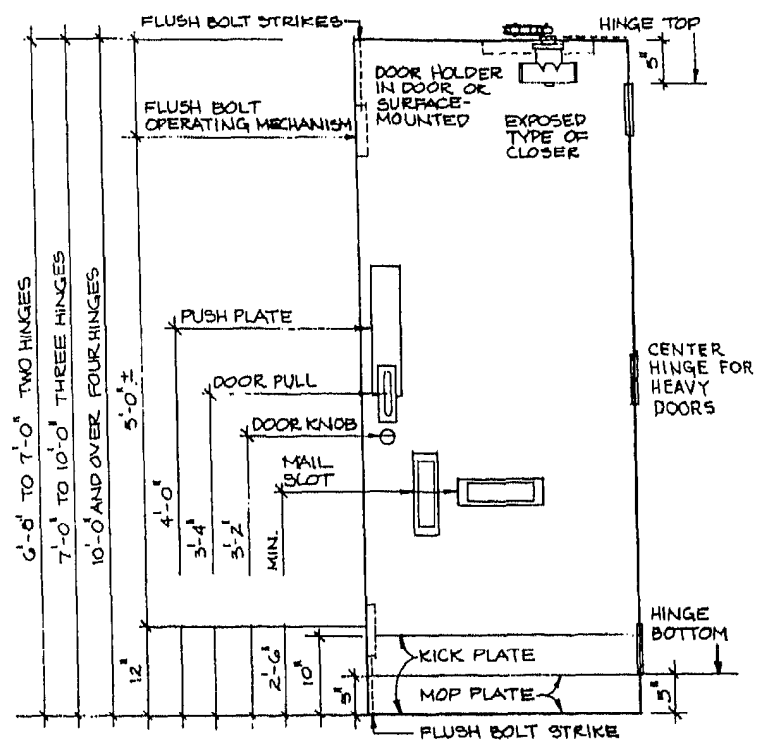 FLUSH BOLT STRIKES
HINGE TOP
5"
DOOR HOLDER
IN DOOR OR
SURFACE-
MOUNTED
EXPOSED
TYPE OF
CLOSER
FLUSH BOLT
OPERATING MECHANISM
6'-8" TO 7'-0" TWO HINGES
7'-0" TO 10'-0" THREE HINGES
10'-0" AND OVER FOUR HINGES
5'-0" ±
PUSH PLATE
4'-0"
DOOR PULL
3'-4"
DOOR KNOB
3'-2"
MAIL
SLOT
MIN.
CENTER
HINGE FOR
HEAVY
DOORS
12"
2'-6"
10"
5"
KICK PLATE
MOP PLATE
HINGE
BOTTOM
5"
FLUSH BOLT STRIKE